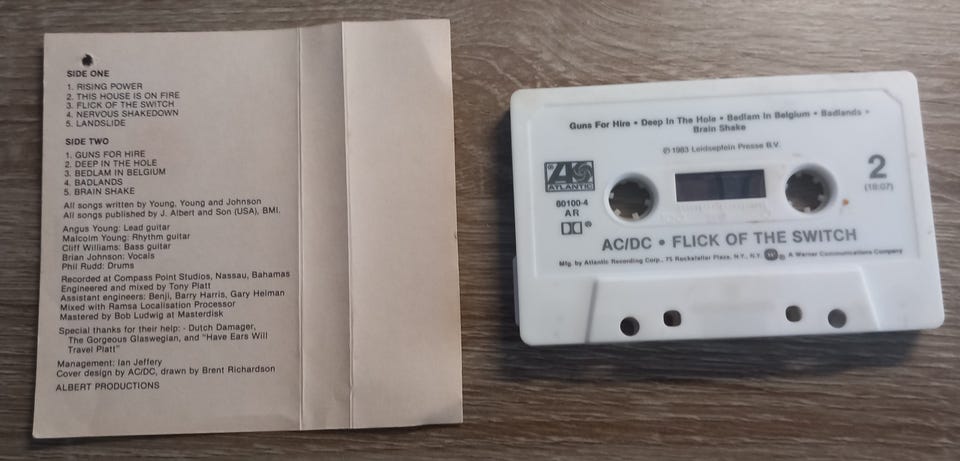 SIDE ONE
1. RISING POWER
2. THIS HOUSE IS ON FIRE
3. FLICK OF THE SWITCH
4. NERVOUS SHAKEDOWN
5. LANDSLIDE
SIDE TWO
1. GUNS FOR HIRE
2. DEEP IN THE HOLE
3. BEDLAM IN BELGIUM
4. BADLANDS
5. BRAIN SHAKE
All songs written by Young, Young and Johnson
All songs published by J. Albert and Son (USA), BMI.
Angus Young: Lead guitar
Malcolm Young: Rhythm guitar
Cliff Williams: Bass guitar
Brian Johnson: Vocals
Phil Rudd: Drums
Recorded at Compass Point Studios, Nassau, Bahamas
Engineered and mixed by Tony Platt
Assistant engineers: Benji, Barry Harris, Gary Helman
Mixed with Ramsa Localisation Processor
Mastered by Bob Ludwig at Masterdisk
Special thanks for their help: - Dutch Damager,
The Gorgeous Glaswegian, and "Have Ears Will
Travel Platt"
Management: Ian Jeffery
Cover design by AC/DC, drawn by Brent Richardson
ALBERT PRODUCTIONS
Guns For Hire • Deep In The Hole • Bedlam In Belgium • Badlands •
Brain Shake
℗ 1983 Leidseplein Presse B.V.
ATLANTIC
2
(18:07)
80100-4
AR
AC/DC • FLICK OF THE SWITCH
Mfg. by Atlantic Recording Corp., 75 Rockefeller Plaza, N.Y., N.Y. A Warner Communications Company